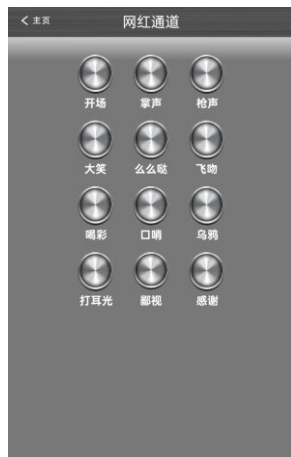 主页 网红通道
开场 掌声 枪声
大笑 么么哒 飞吻
喝彩 口哨 乌鸦
打耳光 鄙视 感谢